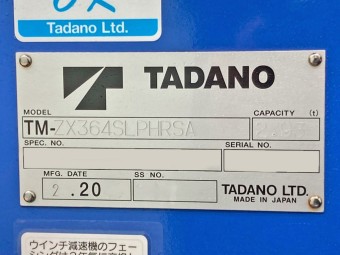 Tadano Ltd.
TADANO
MODEL
CAPACITY (t)
TM-ZX364SLPHRSA
SPEC. NO.
SERIAL NO.
MFG. DATE
SS NO.
2 .20
TADANO LTD.
MADE IN JAPAN
ウインチ減速機のフェー